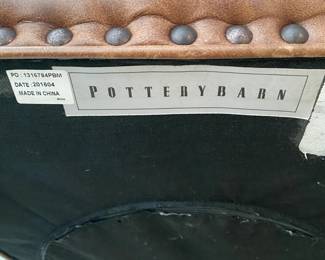 PO : 1316784PBM
DATE : 201604
MADE IN CHINA
POTTERYBARN